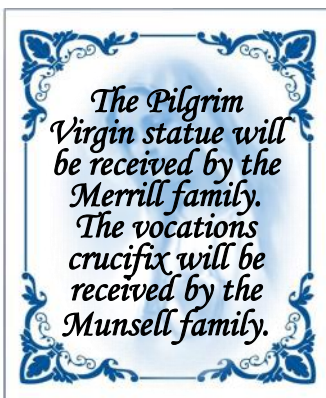 The Pilgrim
Virgin statue will
be received by the
Merrill family.
The vocations
crucifix will be
received by the
Munsell family.